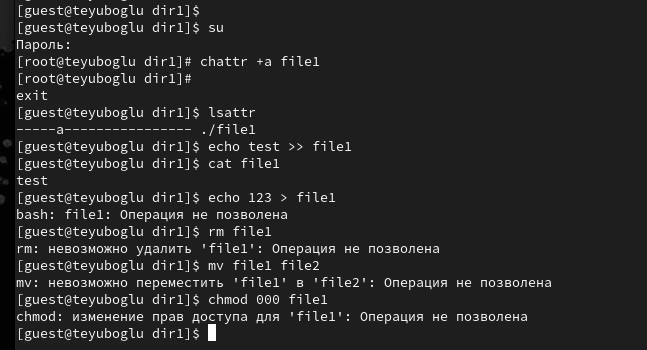 [guest@teyuboglu dir1]$
[guest@teyuboglu dir1]$ su
Пароль:
[root@teyuboglu dir1]# chattr +a file1
[root@teyuboglu dir1]#
exit
[guest@teyuboglu dir1]$ lsattr
-----a---------------- ./file1
[guest@teyuboglu dir1]$ echo test >> file1
[guest@teyuboglu dir1]$ cat file1
test
[guest@teyuboglu dir1]$ echo 123 > file1
bash: file1: Операция не позволена
[guest@teyuboglu dir1]$ rm file1
rm: невозможно удалить 'file1': Операция не позволена
[guest@teyuboglu dir1]$ mv file1 file2
mv: невозможно переместить 'file1' в 'file2': Операция не позволена
[guest@teyuboglu dir1]$ chmod 000 file1
chmod: изменение прав доступа для 'file1': Операция не позволена
[guest@teyuboglu dir1]$